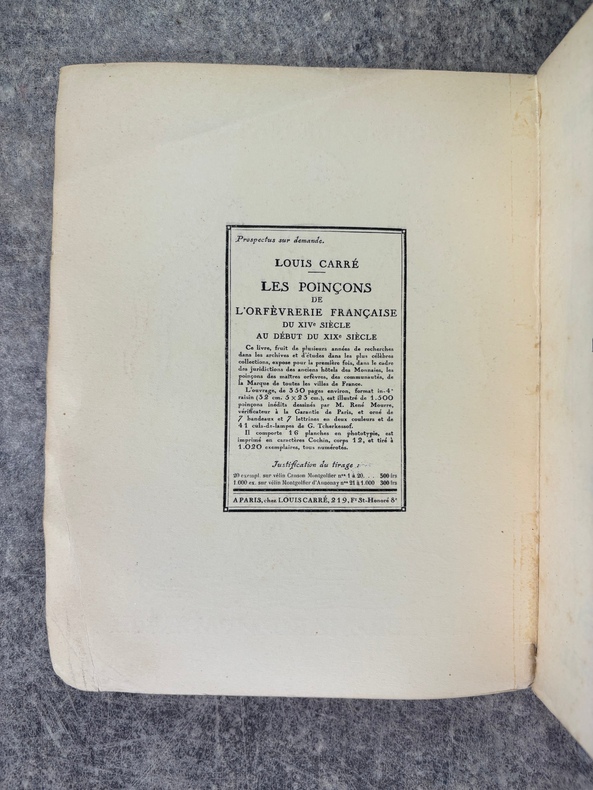 Prospectus sur demande.
LOUIS CARRÉ
LES POINÇONS
DE
L'ORFÈVRERIE FRANÇAISE
DU XIVe SIÈCLE
AU DÉBUT DU XIXe SIÈCLE
Ce livre, fruit de plusieurs années de recherches
dans les archives et d'études dans les plus célèbres
collections, expose pour la première fois, dans le cadre
des juridictions des anciens hôtels des Monnaies, les
poinçons des maîtres orfèvres, des communautés, de
la Marque de toutes les villes de France.
L'ouvrage, de 350 pages environ, format in-4°
raisin (32 cm. 5 x 25 cm.), est illustré de 1.500
poinçons inédits dessinés par M. René Mourre,
vérificateur à la Garantie de Paris, et orné de
7 bandeaux et 7 lettrines en deux couleurs et de
41 culs-de-lampes de G. Tcherkessof.
Il comporte 16 planches en phototypie, est
imprimé en caractères Cochin, corps 12, et tiré à
1.020 exemplaires, tous numérotés.
Justification du tirage :
20 exempl. sur vélin Canson Montgolfier nos 1 à 20. . . 500 frs
1.000 ex. sur vélin Montgolfier d'Annonay nos 21 à 1.000 300 frs
A PARIS, chez LOUIS CARRÉ, 219, Fg St-Honoré 8e